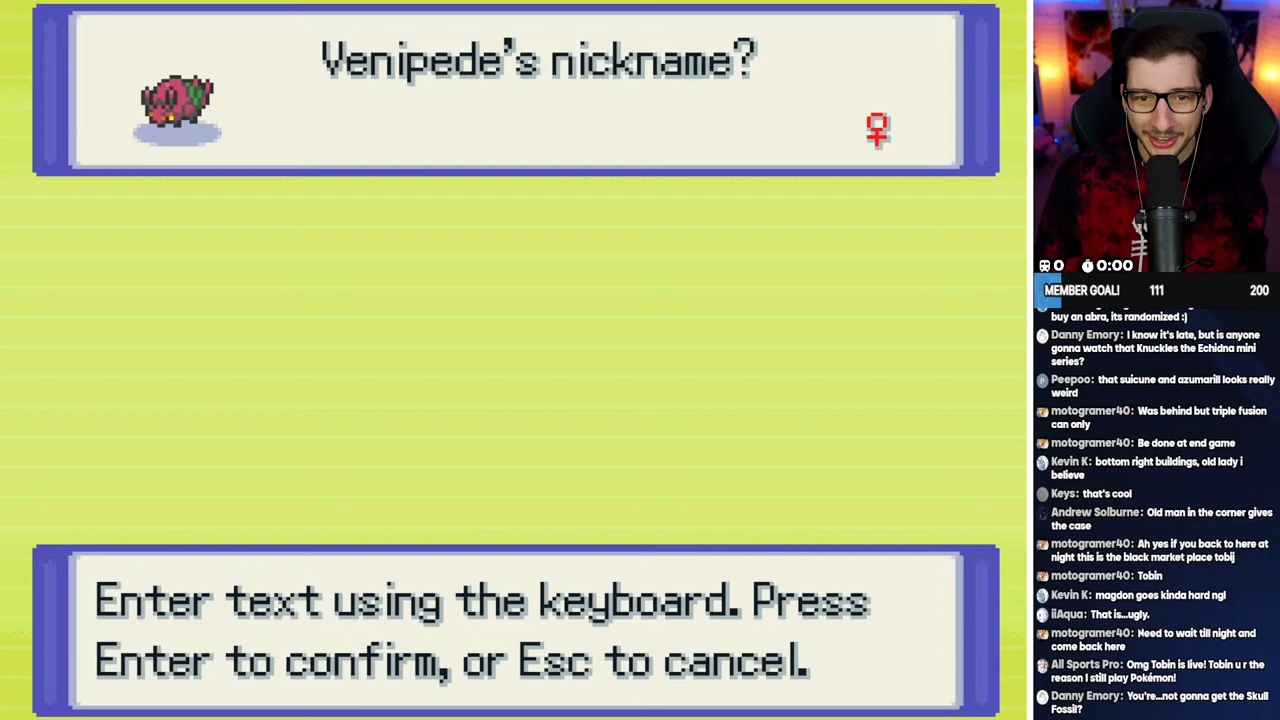 Venipede's nickname?
♀
0 0:00
MEMBER GOAL! 111 200
buy an abra, its randomized :)
Danny Emory: I know it's late, but is anyone
gonna watch that Knuckles the Echidna mini
series?
Peepoo: that suicune and azumarill looks really
weird
motogramer40: Was behind but triple fusion
can only
motogramer40: Be done at end game
Kevin K: bottom right buildings, old lady i
believe
Keys: that's cool
Andrew Solburne: Old man in the corner gives
the case
motogramer40: Ah yes if you back to here at
night this is the black market place tobij
motogramer40: Tobin
Kevin K: magdon goes kinda hard ngl
iiAqua: That is...ugly.
motogramer40: Need to wait till night and
come back here
All Sports Pro: Omg Tobin is live! Tobin u r the
reason I still play Pokémon!
Danny Emory: You're...not gonna get the Skull
Fossil?
Enter text using the keyboard. Press
Enter to confirm, or Esc to cancel.